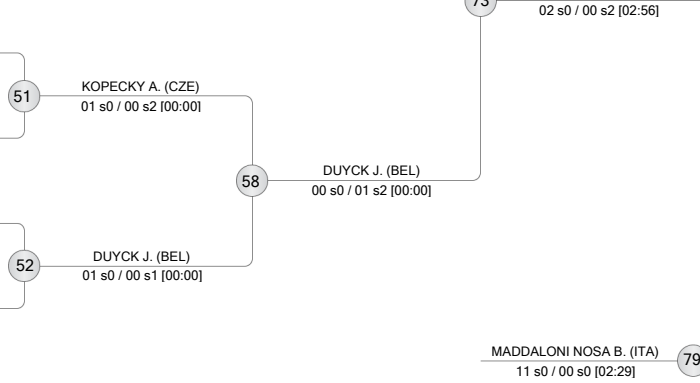 73
02 s0 / 00 s2 [02:56]
51
KOPECKY A. (CZE)
01 s0 / 00 s2 [00:00]
58
DUYCK J. (BEL)
00 s0 / 01 s2 [00:00]
52
DUYCK J. (BEL)
01 s0 / 00 s1 [00:00]
MADDALONI NOSA B. (ITA)
79
11 s0 / 00 s0 [02:29]